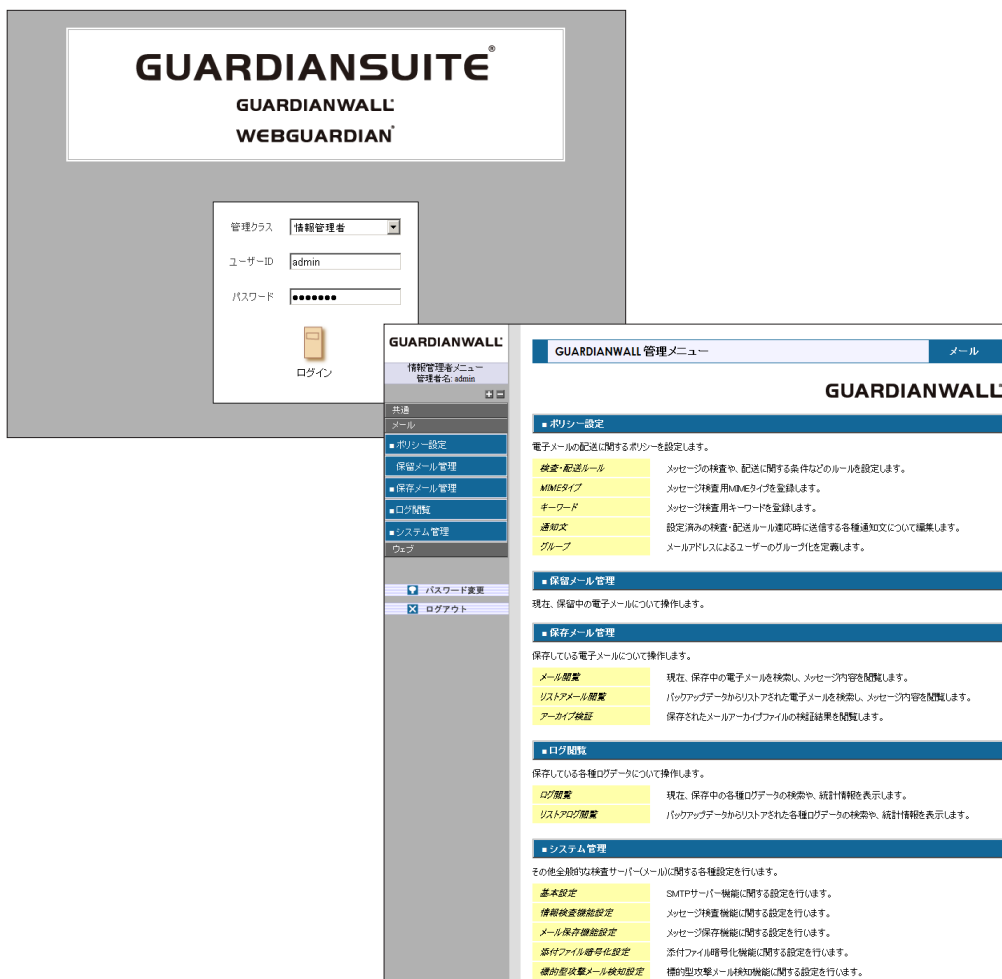 GUARDIANSUITE®
GUARDIANWALL
WEBGUARDIAN
管理クラス 情報管理者
ユーザーID admin
パスワード ●●●●●●●
ログイン
GUARDIANWALL
情報管理者メニュー
管理者名: admin
共通
メール
■ポリシー設定
保留メール管理
■保存メール管理
■ログ閲覧
■システム管理
ウェブ
パスワード変更
ログアウト
GUARDIANWALL 管理メニュー メール
GUARDIANWALL
■ポリシー設定
電子メールの配送に関するポリシーを設定します。
検査・配送ルール メッセージの検査や、配送に関する条件などのルールを設定します。
MIMEタイプ メッセージ検査用MIMEタイプを登録します。
キーワード メッセージ検査用キーワードを登録します。
通知文 設定済みの検査・配送ルール適応時に送信する各種通知文について編集します。
グループ メールアドレスによるユーザーのグループ化を定義します。
■保留メール管理
現在、保留中の電子メールについて操作します。
■保存メール管理
保存している電子メールについて操作します。
メール閲覧 現在、保存中の電子メールを検索し、メッセージ内容を閲覧します。
リストアメール閲覧 バックアップデータからリストアされた電子メールを検索し、メッセージ内容を閲覧します。
アーカイブ検証 保存されたメールアーカイブファイルの検証結果を閲覧します。
■ログ閲覧
保存している各種ログデータについて操作します。
ログ閲覧 現在、保存中の各種ログデータの検索や、統計情報を表示します。
リストアログ閲覧 バックアップデータからリストアされた各種ログデータの検索や、統計情報を表示します。
■システム管理
その他全般的な検査サーバー(メール)に関する各種設定を行います。
基本設定 SMTPサーバー機能に関する設定を行います。
情報検査機能設定 メッセージ検査機能に関する設定を行います。
メール保存機能設定 メッセージ保存機能に関する設定を行います。
添付ファイル暗号化設定 添付ファイル暗号化機能に関する設定を行います。
標的型攻撃メール検知設定 標的型攻撃メール検知機能に関する設定を行います。